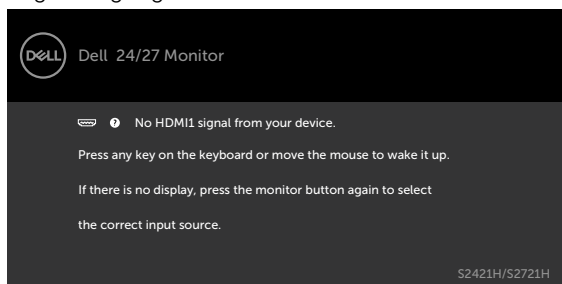 DELL
Dell 24/27 Monitor
? No HDMI1 signal from your device.
Press any key on the keyboard or move the mouse to wake it up.
If there is no display, press the monitor button again to select
the correct input source.
S2421H/S2721H